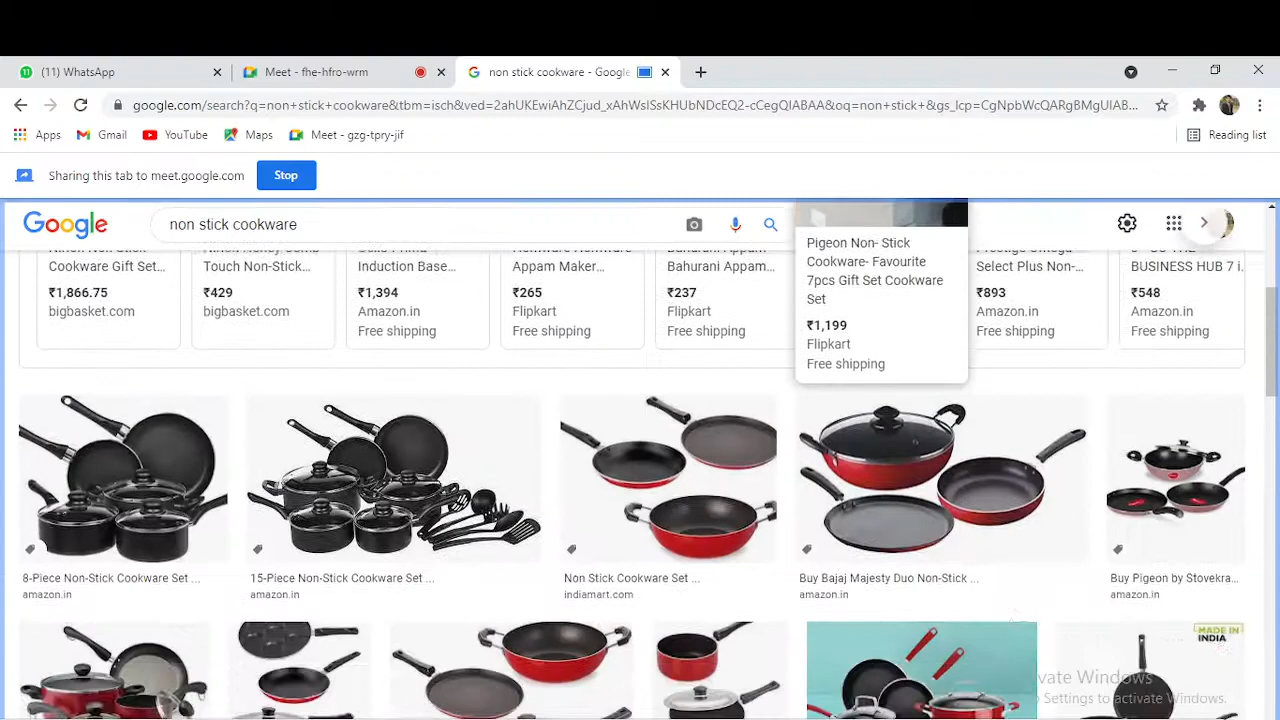 (11) WhatsApp
Meet - fhe-hfro-wrm
non stick cookware - Google
google.com/search?q=non+stick+cookware&tbm=isch&ved=2ahUKEwiAhZCjud_xAhWsISsKHUbNDcEQ2-cCegQIABAA&oq=non+stick+&gs_lcp=CgNpbWcQARgBMgUIAB...
Apps
Gmail
YouTube
Maps
Meet - gzg-tpry-jif
Reading list
Sharing this tab to meet.google.com
Stop
Google
non stick cookware
Cookware Gift Set...
₹1,866.75
bigbasket.com
Touch Non-Stick...
₹429
bigbasket.com
Induction Base...
₹1,394
Amazon.in
Free shipping
Appam Maker...
₹265
Flipkart
Free shipping
Bahurani Appam...
₹237
Flipkart
Free shipping
Pigeon Non- Stick
Cookware- Favourite
7pcs Gift Set Cookware
Set
₹1,199
Flipkart
Free shipping
Select Plus Non-...
₹893
Amazon.in
Free shipping
BUSINESS HUB 7 i...
₹548
Amazon.in
Free shipping
8-Piece Non-Stick Cookware Set ...
amazon.in
15-Piece Non-Stick Cookware Set ...
amazon.in
Non Stick Cookware Set ...
indiamart.com
Buy Bajaj Majesty Duo Non-Stick ...
amazon.in
Buy Pigeon by Stovekra...
amazon.in
MADE IN
INDIA
vate Windows
Settings to activate Windows.